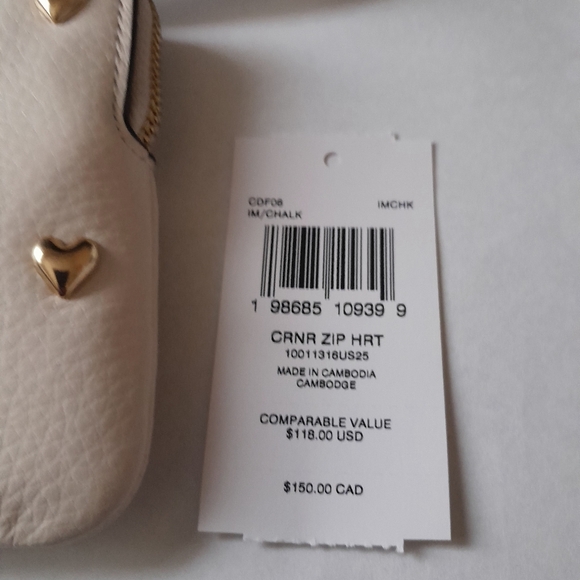 CDF08 IMCHK
IM/CHALK
1 98685 10939 9
CRNR ZIP HRT
10011316US25
MADE IN CAMBODIA
CAMBODGE
COMPARABLE VALUE
$118.00 USD
$150.00 CAD